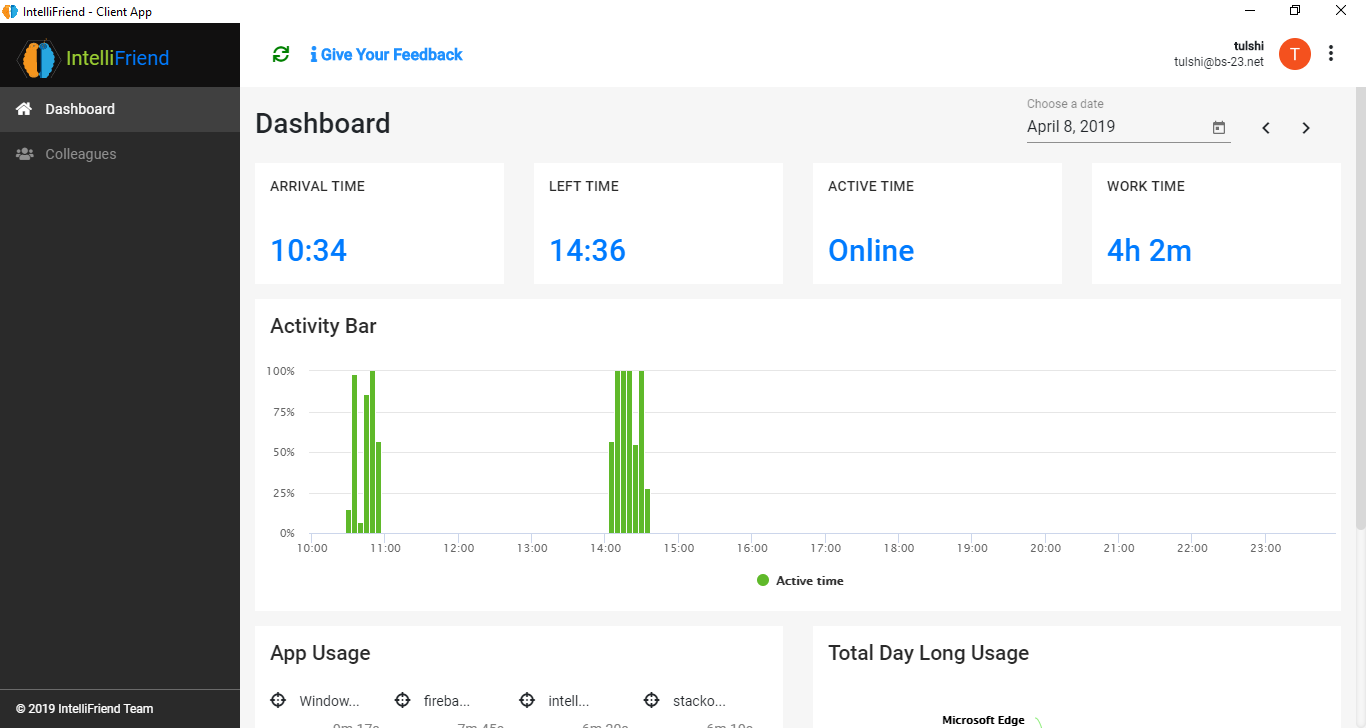 IntelliFriend - Client App
IntelliFriend
Give Your Feedback
tulshi
tulshi@bs-23.net
T
Dashboard
Colleagues
Dashboard
Choose a date
April 8, 2019
ARRIVAL TIME
10:34
LEFT TIME
14:36
ACTIVE TIME
Online
WORK TIME
4h 2m
Activity Bar
100%
75%
50%
25%
0%
10:00 11:00 12:00 13:00 14:00 15:00 16:00 17:00 18:00 19:00 20:00 21:00 22:00 23:00
Active time
App Usage
Window... fireba... intell... stacko...
Total Day Long Usage
Microsoft Edge
© 2019 IntelliFriend Team